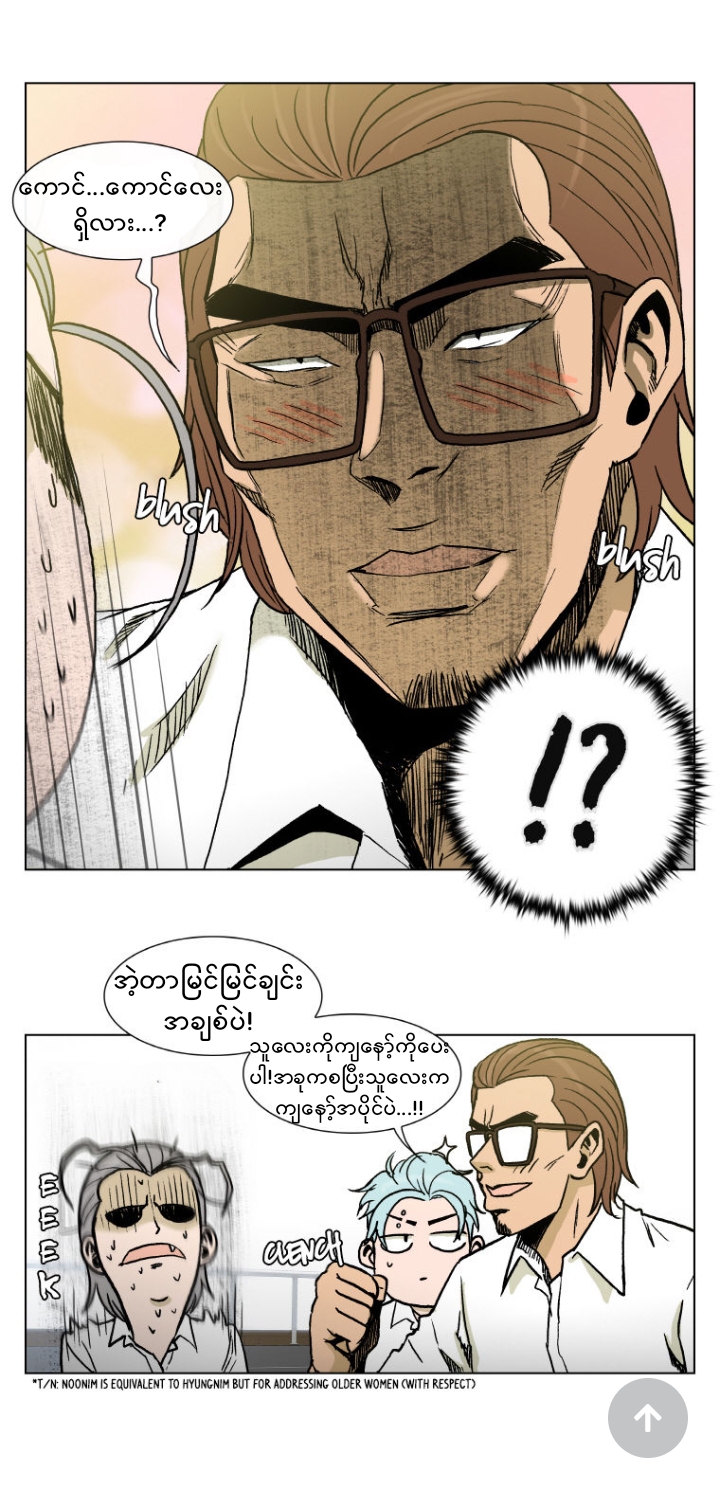 ကောင်...ကောင်လေး
ရှိလား...?
blush
blush
!?
အဲ့တာမြင်မြင်ချင်း
အချစ်ပဲ!
သူလေးကိုကျနော့်ကိုပေး
ပါ!အခုကစပြီးသူလေးက
ကျနော့်အပိုင်ပဲ...!!
EEEK
CLENCH
*T/N: NOONIM IS EQUIVALENT TO HYUNGNIM BUT FOR ADDRESSING OLDER WOMEN (WITH RESPECT)